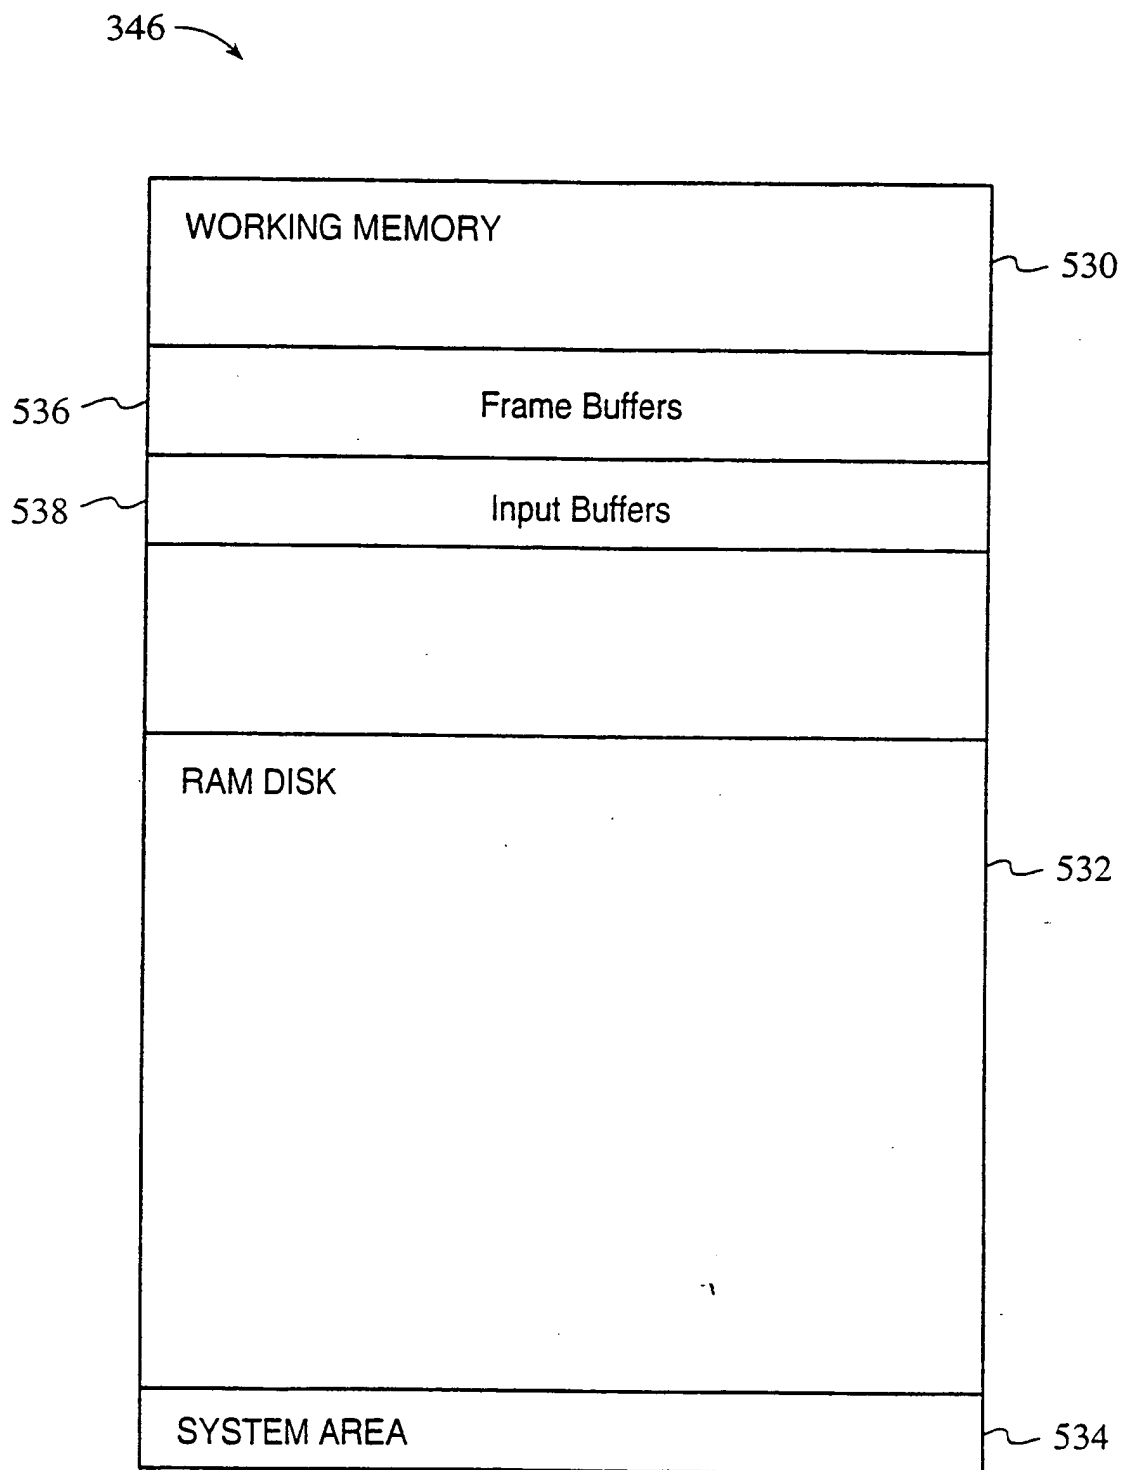 346
WORKING MEMORY
530
536
Frame Buffers
538
Input Buffers
RAM DISK
532
SYSTEM AREA
534